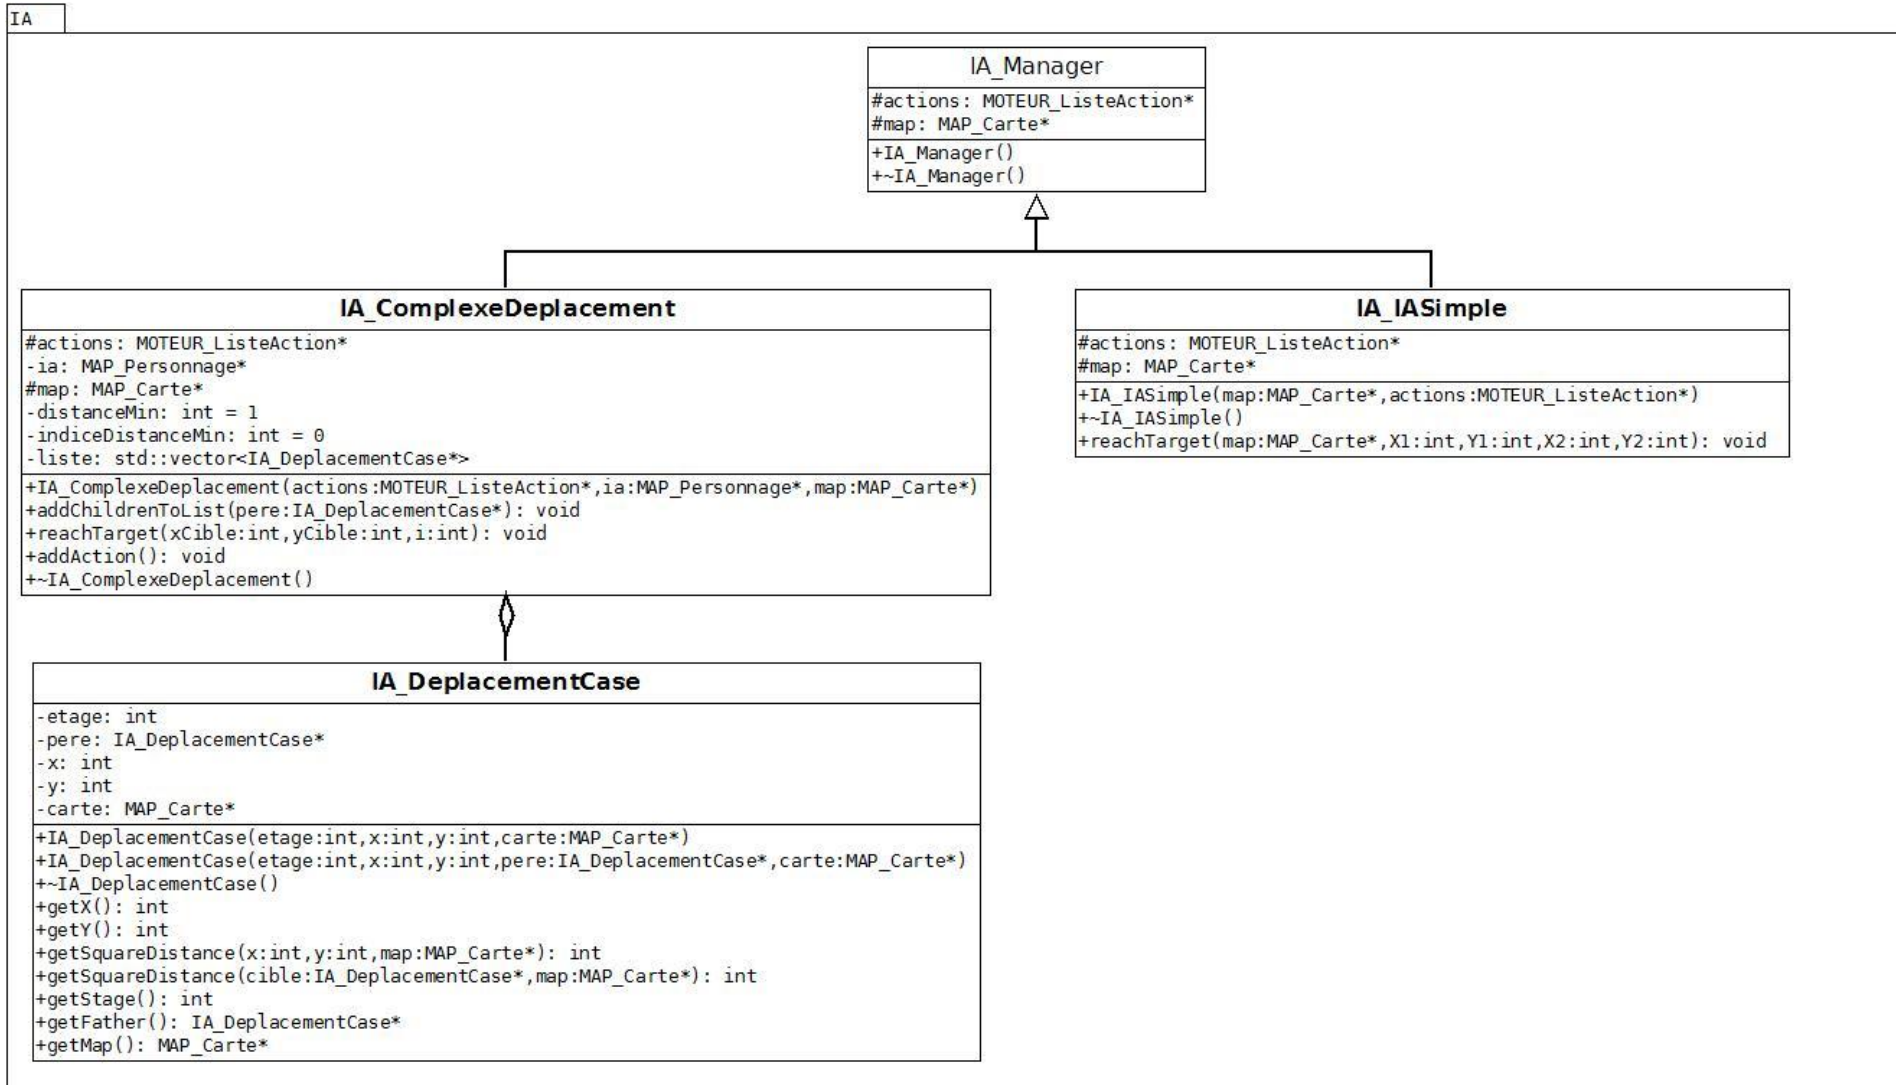 IA
IA_Manager
#actions: MOTEUR_ListeAction*
#map: MAP_Carte*
+IA_Manager()
+~IA_Manager()
IA_ComplexeDeplacement
#actions: MOTEUR_ListeAction*
-ia: MAP_Personnage*
#map: MAP_Carte*
-distanceMin: int = 1
-indiceDistanceMin: int = 0
-liste: std::vector<IA_DeplacementCase*>
+IA_ComplexeDeplacement(actions:MOTEUR_ListeAction*,ia:MAP_Personnage*,map:MAP_Carte*)
+addChildrenToList(pere:IA_DeplacementCase*): void
+reachTarget(xCible:int,yCible:int,i:int): void
+addAction(): void
+~IA_ComplexeDeplacement()
IA_IASimple
#actions: MOTEUR_ListeAction*
#map: MAP_Carte*
+IA_IASimple(map:MAP_Carte*,actions:MOTEUR_ListeAction*)
+~IA_IASimple()
+reachTarget(map:MAP_Carte*,X1:int,Y1:int,X2:int,Y2:int): void
IA_DeplacementCase
-etage: int
-pere: IA_DeplacementCase*
-x: int
-y: int
-carte: MAP_Carte*
+IA_DeplacementCase(etage:int,x:int,y:int,carte:MAP_Carte*)
+IA_DeplacementCase(etage:int,x:int,y:int,pere:IA_DeplacementCase*,carte:MAP_Carte*)
+~IA_DeplacementCase()
+getX(): int
+getY(): int
+getSquareDistance(x:int,y:int,map:MAP_Carte*): int
+getSquareDistance(cible:IA_DeplacementCase*,map:MAP_Carte*): int
+getStage(): int
+getFather(): IA_DeplacementCase*
+getMap(): MAP_Carte*